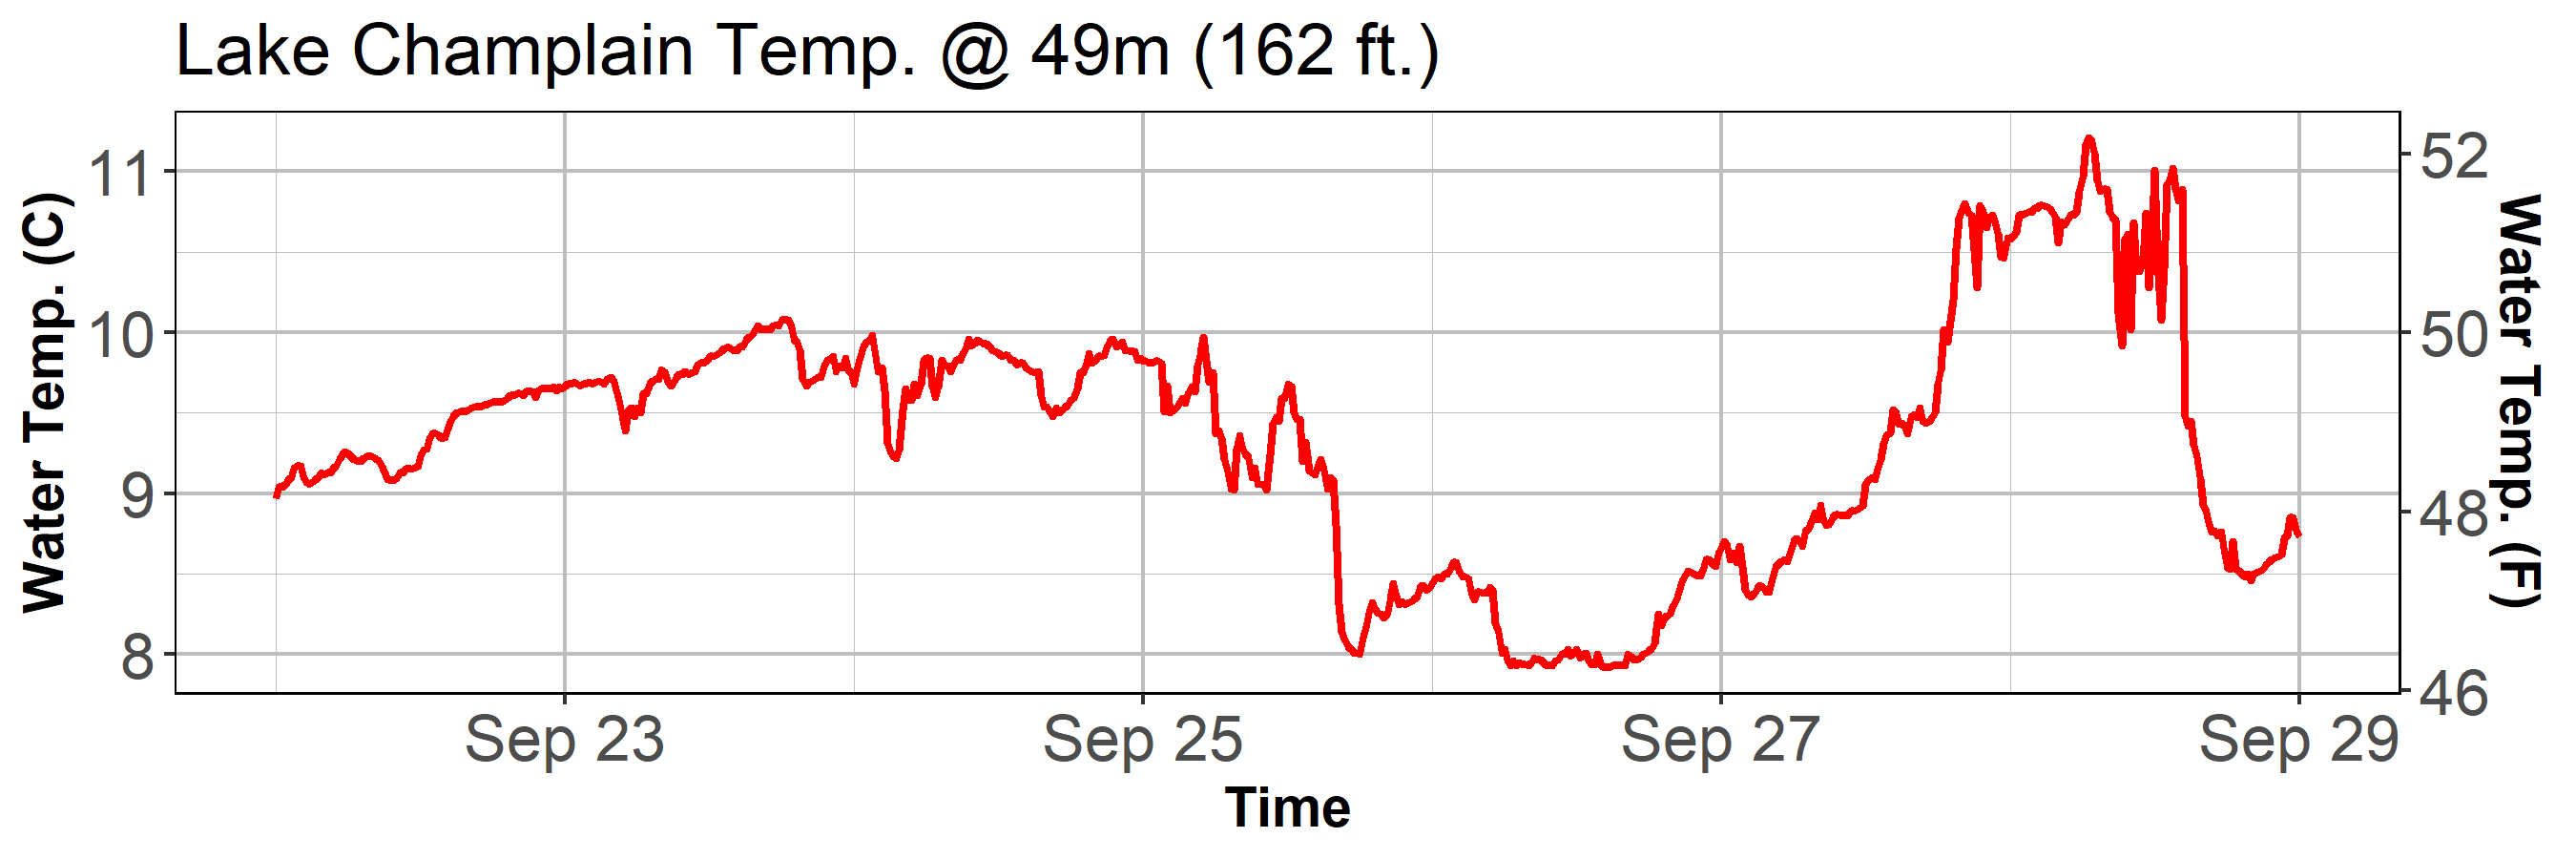 Lake Champlain Temp. @ 49m (162 ft.)
Water Temp. (C)
11
10
9
8
52
50
48
46
Water Temp. (F)
Sep 23 Sep 25 Sep 27 Sep 29
Time